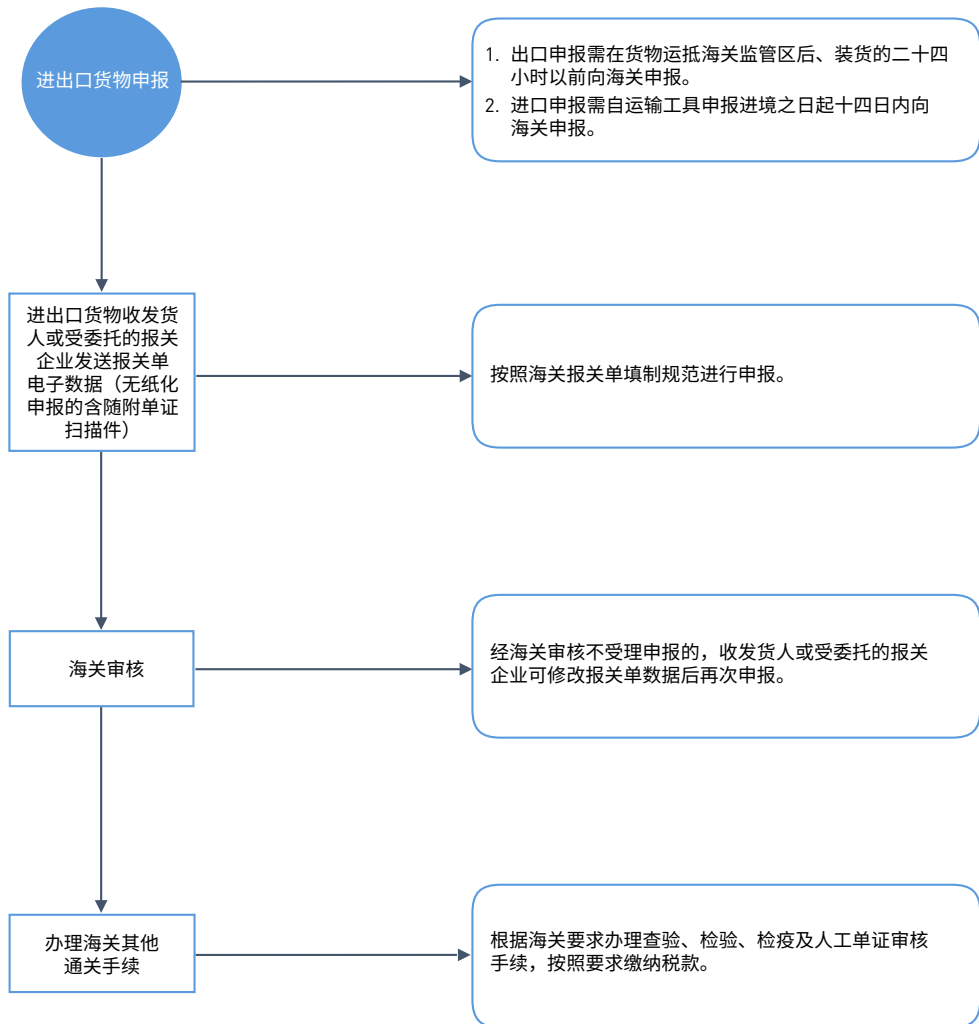 进出口货物申报
1. 出口申报需在货物运抵海关监管区后、装货的二十四
小时以前向海关申报。
2. 进口申报需自运输工具申报进境之日起十四日内向
海关申报。
进出口货物收发货
人或受委托的报关
企业发送报关单
电子数据（无纸化
申报的含随附单证
扫描件）
按照海关报关单填制规范进行申报。
海关审核
经海关审核不受理申报的，收发货人或受委托的报关
企业可修改报关单数据后再次申报。
办理海关其他
通关手续
根据海关要求办理查验、检验、检疫及人工单证审核
手续，按照要求缴纳税款。